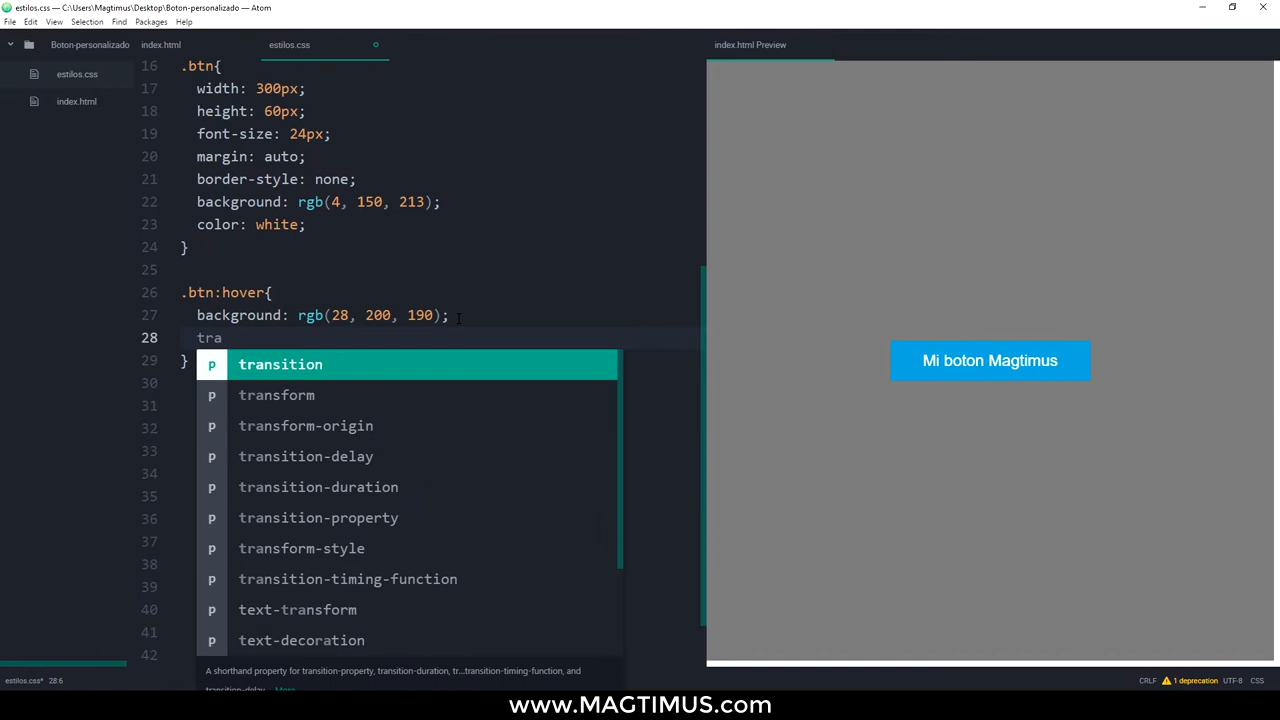 estilos.css — C:\Users\Magtimus\Desktop\Boton-personalizado — Atom
File Edit View Selection Find Packages Help
Boton-personalizado
estilos.css
index.html
index.html
estilos.css
16 .btn{
17 width: 300px;
18 height: 60px;
19 font-size: 24px;
20 margin: auto;
21 border-style: none;
22 background: rgb(4, 150, 213);
23 color: white;
24 }
25
26 .btn:hover{
27 background: rgb(28, 200, 190);
28 tra
29 }
30
31
32
33
34
35
36
37
38
39
40
41
42
p transition
p transform
p transform-origin
p transition-delay
p transition-duration
p transition-property
p transform-style
p transition-timing-function
p text-transform
p text-decoration
A shorthand property for transition-property, transition-duration, tr...transition-timing-function, and
transition-delay. More..
index.html Preview
Mi boton Magtimus
estilos.css* 28:6
CRLF 1 deprecation UTF-8 CSS
www.MAGTIMUS.com